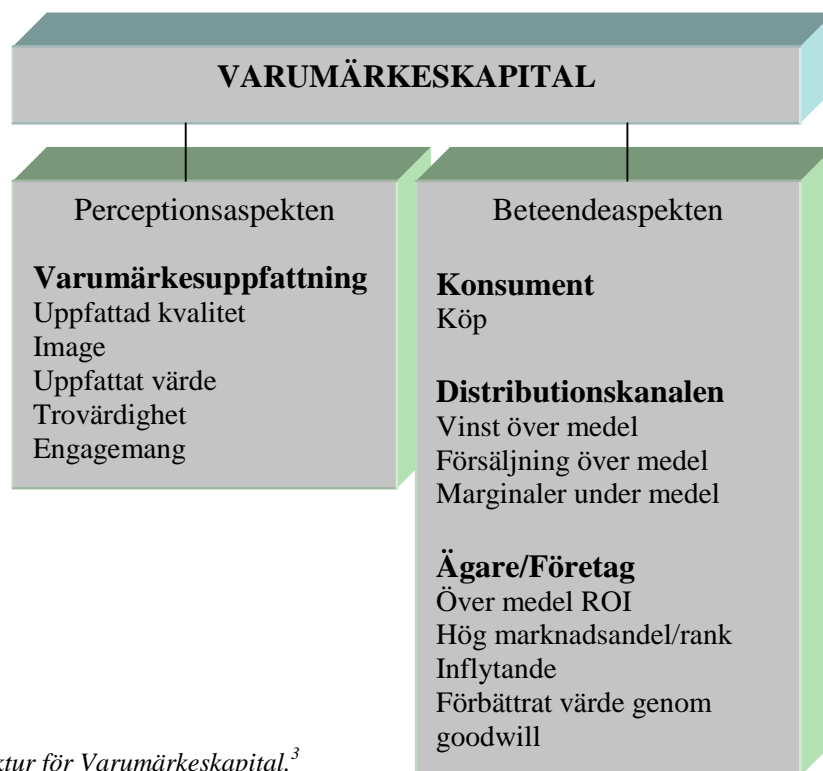 VARUMÄRKESKAPITAL
Perceptionsaspekten
Varumärkesuppfattning
Uppfattad kvalitet
Image
Uppfattat värde
Trovärdighet
Engagemang
Beteendeaspekten
Konsument
Köp
Distributionskanalen
Vinst över medel
Försäljning över medel
Marginaler under medel
Ägare/Företag
Över medel ROI
Hög marknadsandel/rank
Inflytande
Förbättrat värde genom
goodwill
för Varumärkeskapital.3